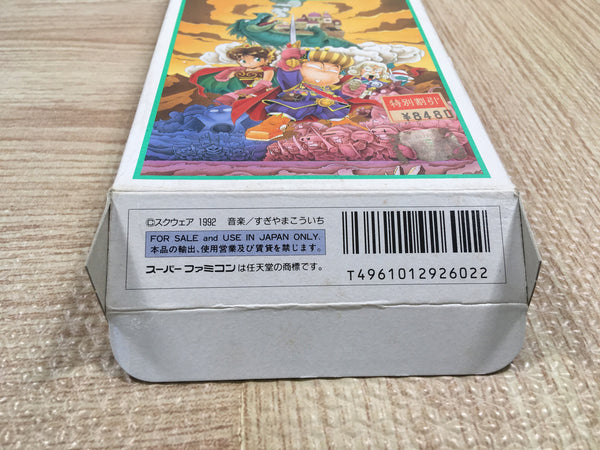 特別割引
¥8480
©スクウェア 1992 音楽/すぎやまこういち
FOR SALE and USE IN JAPAN ONLY.
本品の輸出、使用営業及び賃貸を禁じます。
スーパーファミコンは任天堂の商標です。
T4961012926022